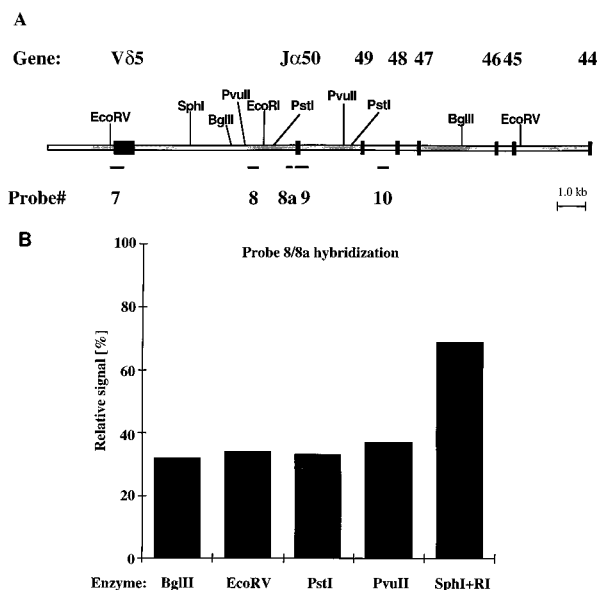 A
Gene: Vδ5 Jα50 49 48 47 46 45 44
PvuII PvuII
SphI EcoRI PstI PstI
EcoRV BglII BglII EcoRV
Probe# 7 8 8a 9 10 1.0 kb
B
Probe 8/8a hybridization
Relative signal [%]
100
80
60
40
20
0
Enzyme: BglII EcoRV PstI PvuII SphI+RI